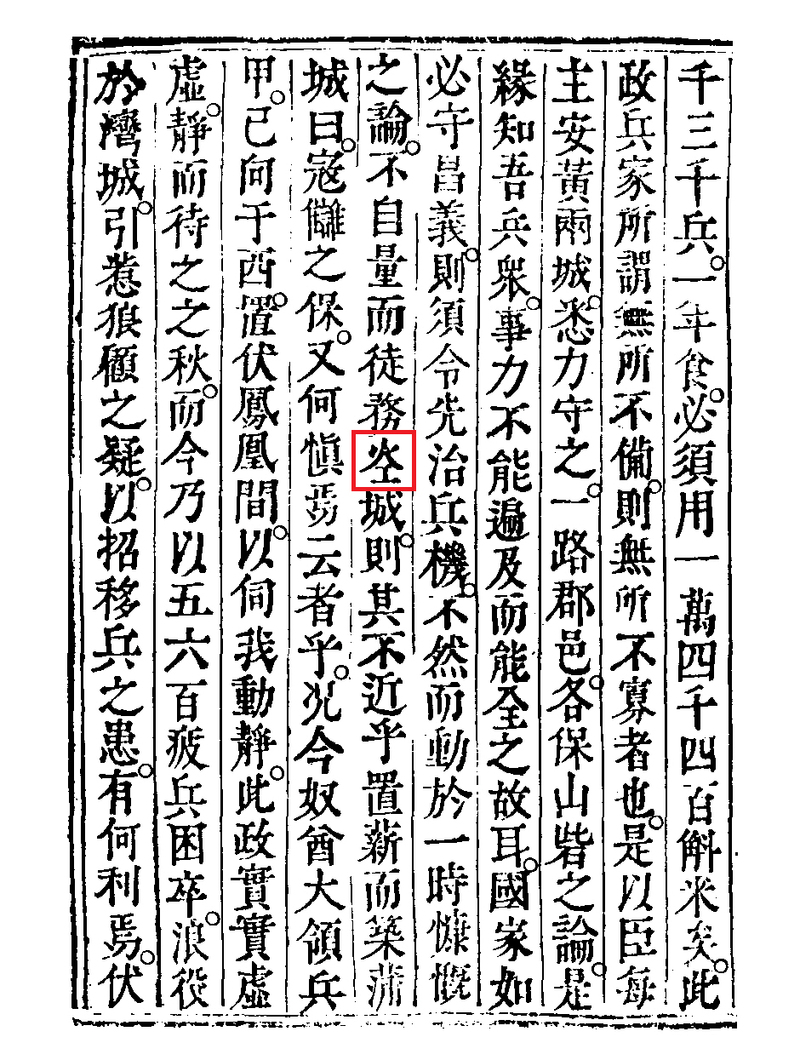 千三千兵。一年食。必須用一萬四千四百斛米矣。此
政兵家所謂無所不備。則無所不寡者也。是以臣每
主安黃兩城。悉力守之。一路郡邑。各保山砦之論。是
緣知吾兵衆。事力不能遍及而能全之故耳。國家如
必守昌義。則須令先治兵機。不然而動於一時慷慨
之論。不自量而徒務城。則其不近乎置薪而築蒲
城曰。寇讎之保。又何愼焉云者乎。况今奴酋大領兵
甲。已向于西。置伏鳳凰間。以伺我動靜。此政實實虛
虛。靜而待之之秋。而今乃以五六百疲兵困卒。浪役
於灣城。引惹狼顧之疑。以招移兵之患。有何利焉。伏